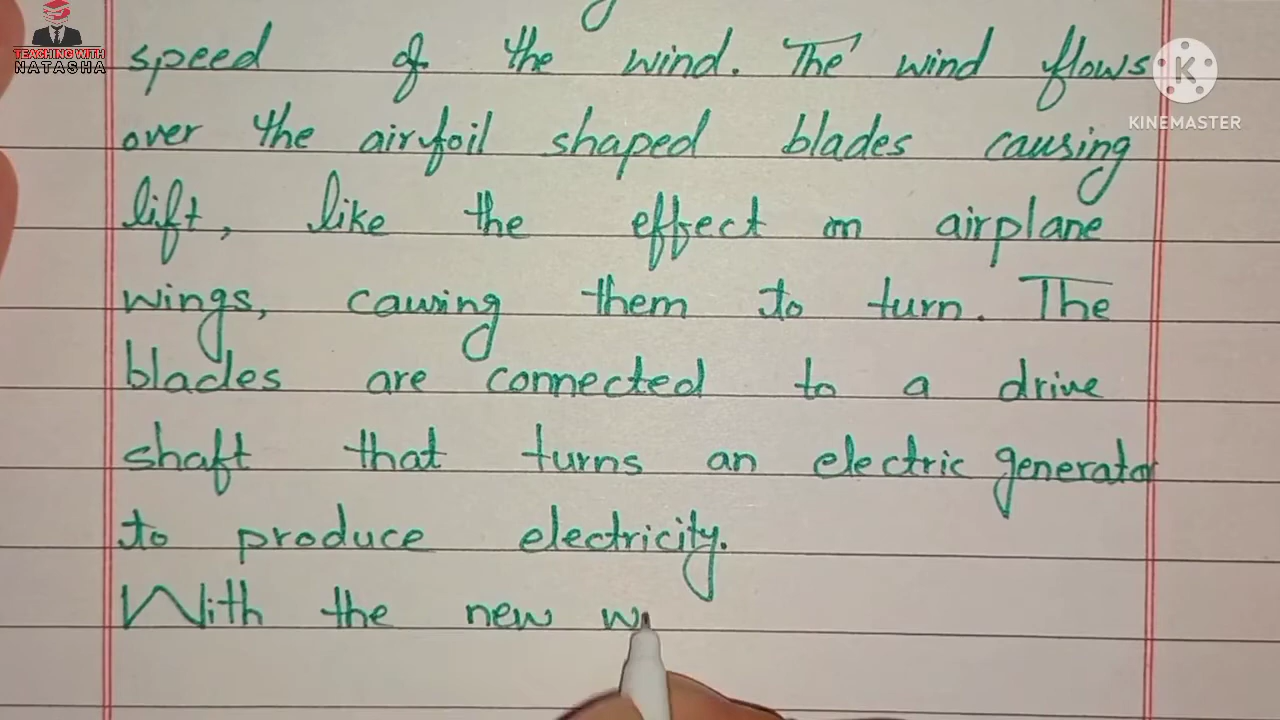 TEACHING WITH
NATASHA
KINEMASTER
speed of the wind. The wind flows
over the airfoil shaped blades causing
lift, like the effect on airplane
wings, causing them to turn. The
blades are connected to a drive
shaft that turns an electric generator
to produce electricity.
With the new w